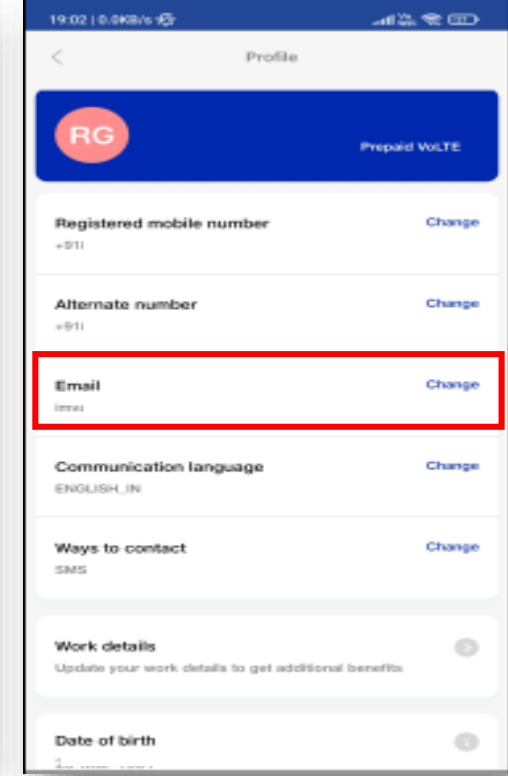 19:02 | 0.0KB/s
Profile
RG
Prepaid VoLTE
Registered mobile number
Change
+91
Alternate number
Change
+91
Email
Change
Communication language
Change
ENGLISH_IN
Ways to contact
Change
SMS
Work details
Update your work details to get additional benefits
Date of birth